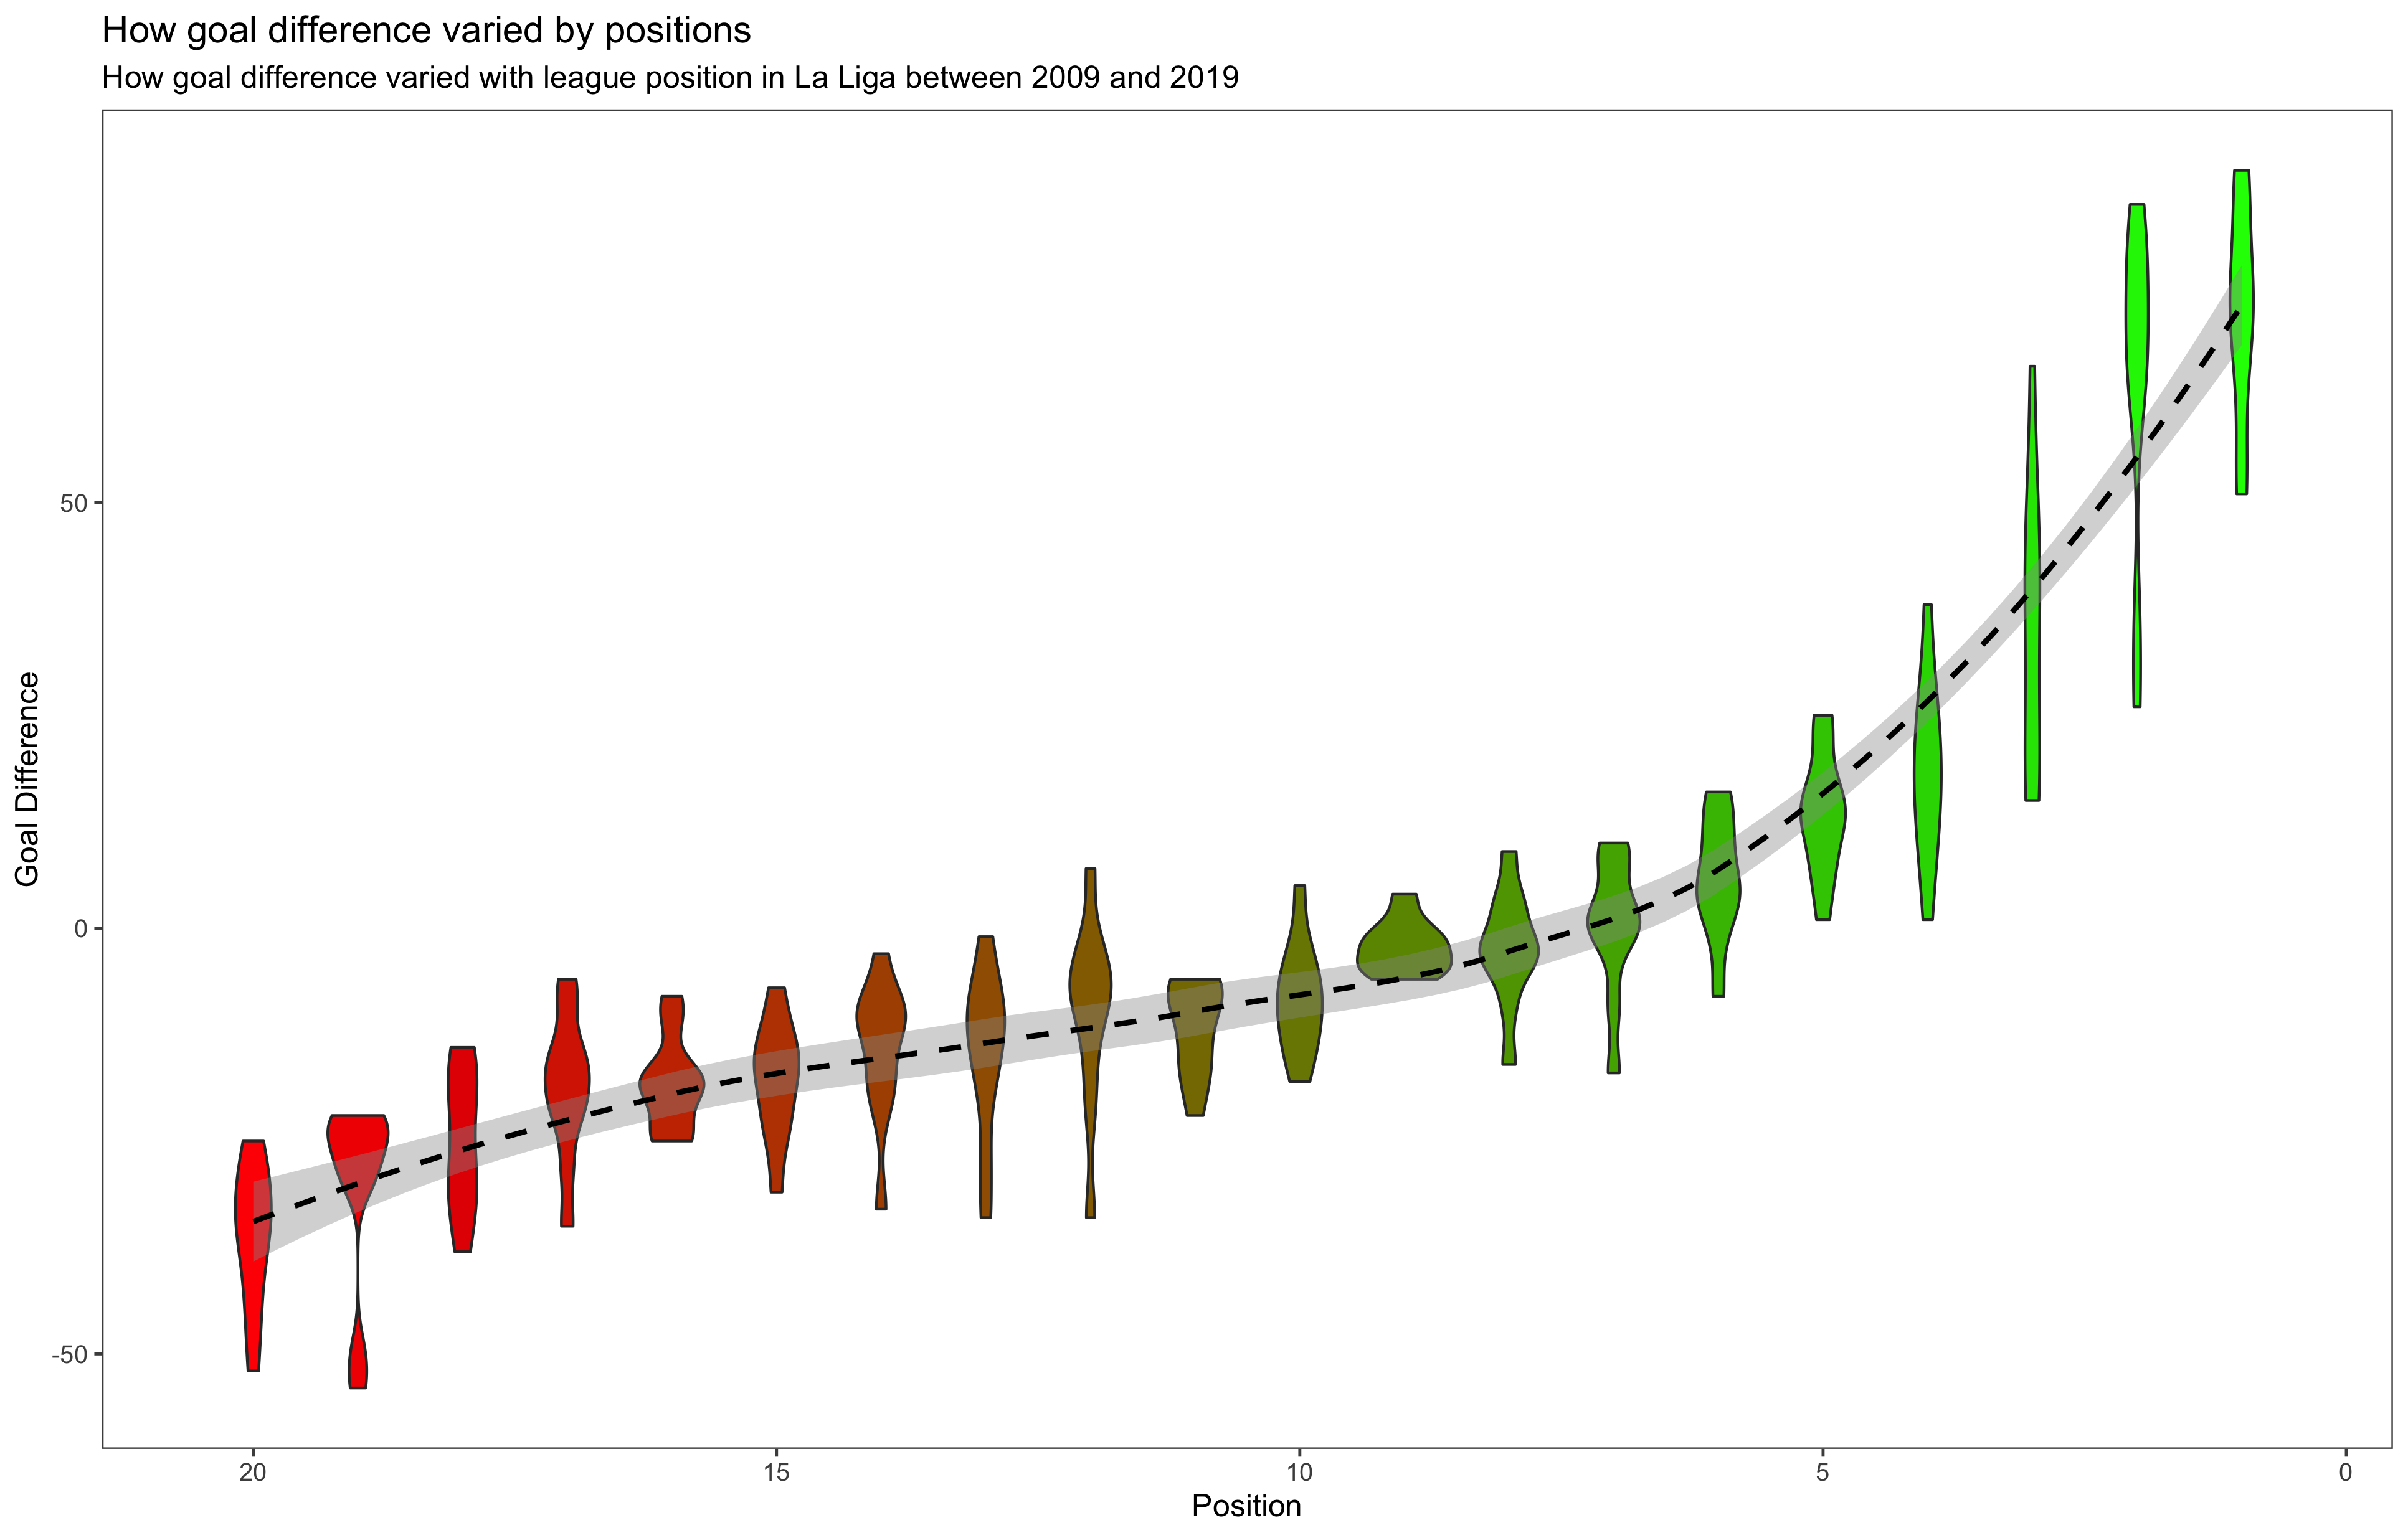 How goal difference varied by positions
How goal difference varied with league position in La Liga between 2009 and 2019
Goal Difference
50
0
-50
20
15
10
5
0
Position